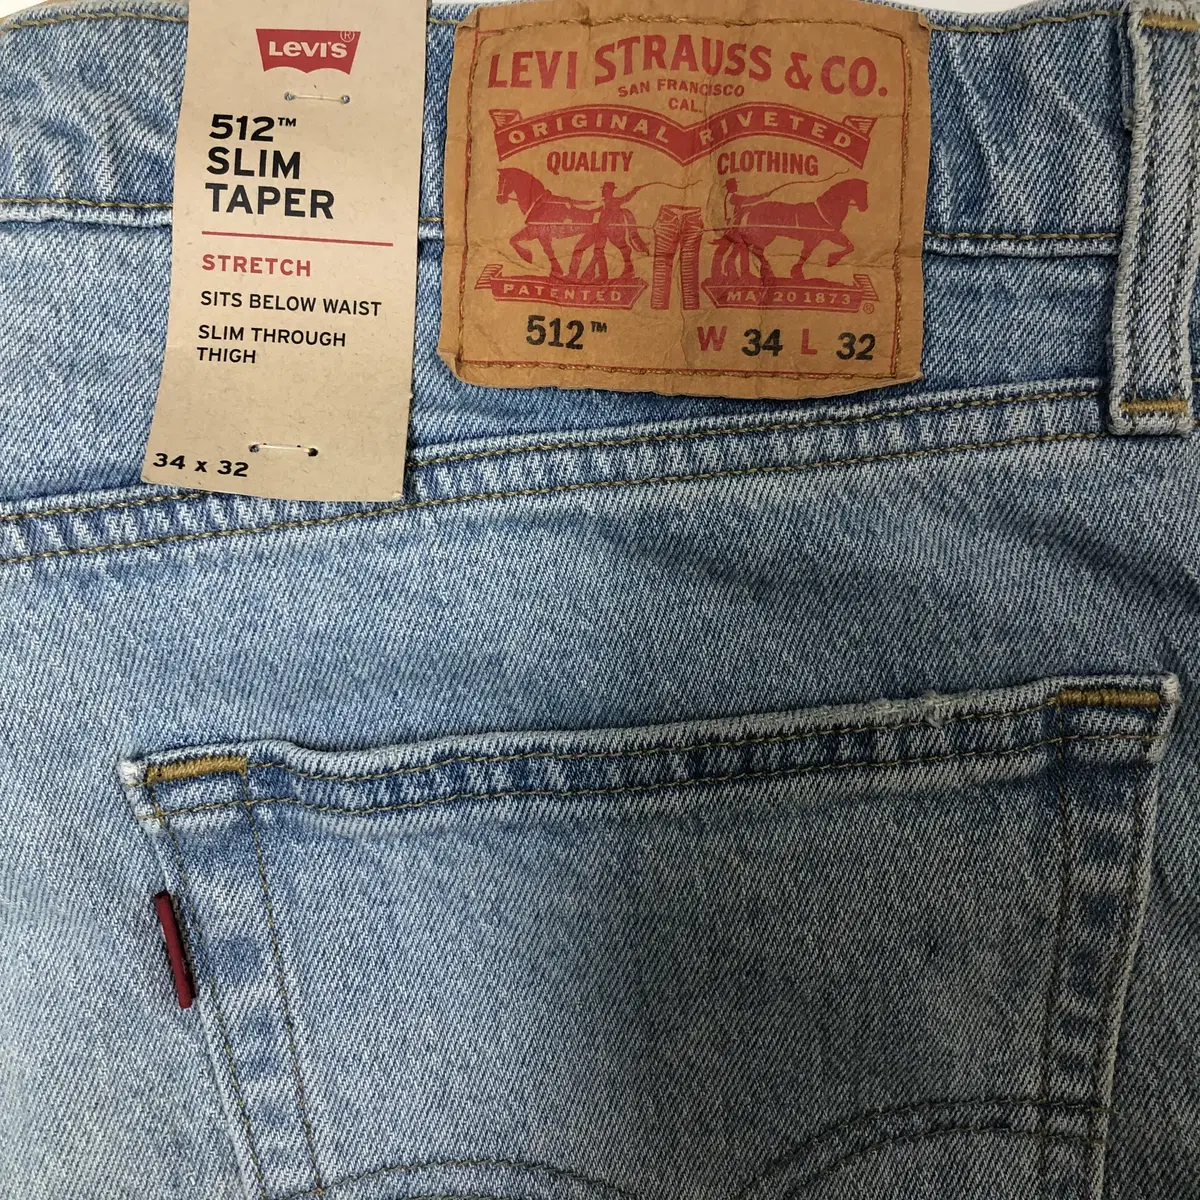 LEVI'S®
512™
SLIM
TAPER
STRETCH
SITS BELOW WAIST
SLIM THROUGH
THIGH
34 x 32
LEVI STRAUSS & CO.
SAN FRANCISCO
CAL.
ORIGINAL RIVETED
QUALITY CLOTHING
PATENTED MAY 20 1873 ®
512™ W 34 L 32